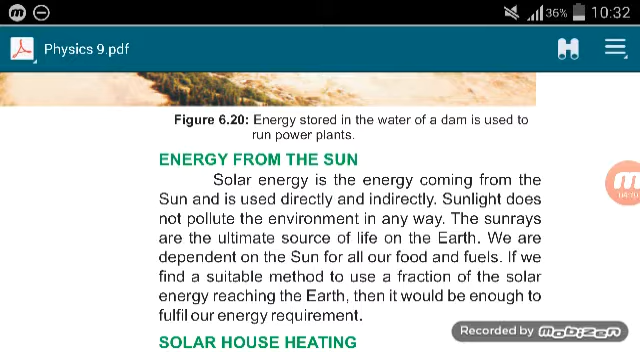 36% 10:32
Physics 9.pdf
Figure 6.20: Energy stored in the water of a dam is used to
run power plants.
ENERGY FROM THE SUN
Solar energy is the energy coming from the
Sun and is used directly and indirectly. Sunlight does
not pollute the environment in any way. The sunrays
are the ultimate source of life on the Earth. We are
dependent on the Sun for all our food and fuels. If we
find a suitable method to use a fraction of the solar
energy reaching the Earth, then it would be enough to
fulfil our energy requirement.
Recorded by mobizen
SOLAR HOUSE HEATING